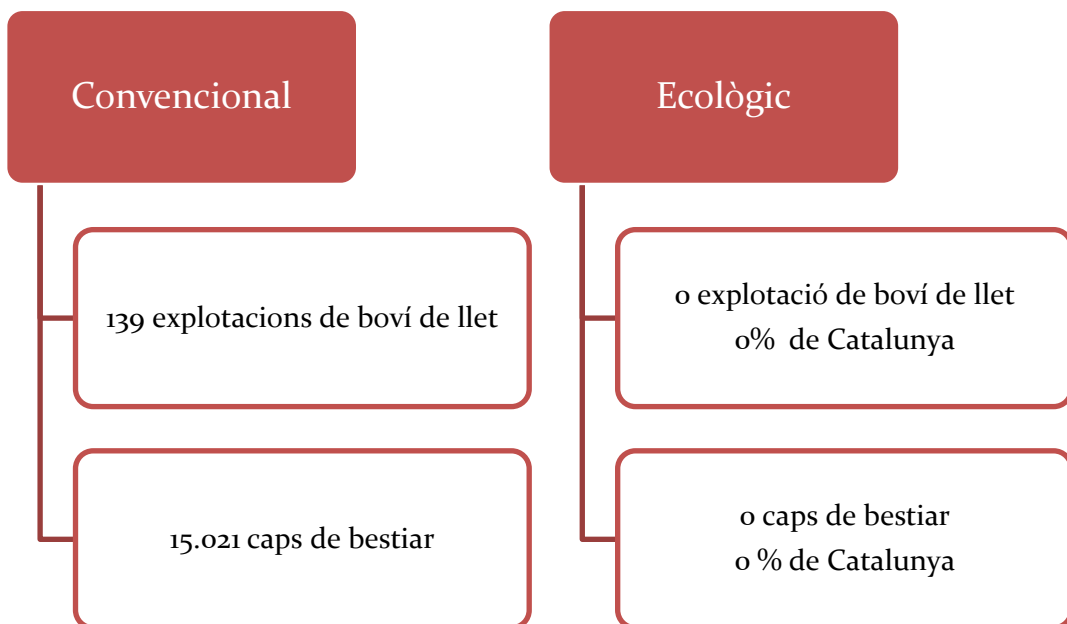 Convencional
139 explotacions de boví de llet
15.021 caps de bestiar
Ecològic
0 explotació de boví de llet
0% de Catalunya
0 caps de bestiar
0 % de Catalunya